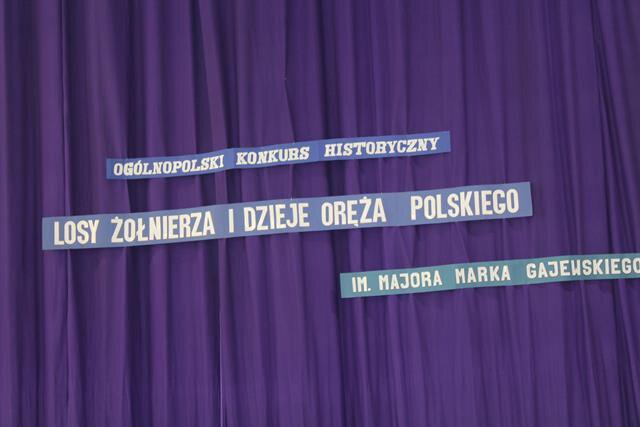 OGÓLNOPOLSKI KONKURS HISTORYCZNY
LOSY ŻOŁNIERZA I DZIEJE ORĘŻA POLSKIEGO
IM. MAJORA MARKA GAJEWSKIEGO